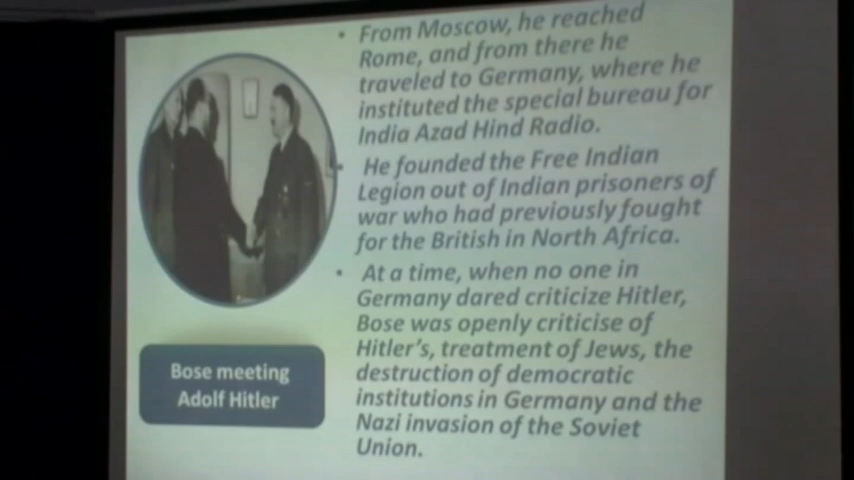 • From Moscow, he reached
Rome, and from there he
traveled to Germany, where he
instituted the special bureau for
India Azad Hind Radio.
• He founded the Free Indian
Legion out of Indian prisoners of
war who had previously fought
for the British in North Africa.
• At a time, when no one in
Germany dared criticize Hitler,
Bose was openly criticise of
Hitler's, treatment of Jews, the
destruction of democratic
institutions in Germany and the
Nazi invasion of the Soviet
Union.
Bose meeting
Adolf Hitler